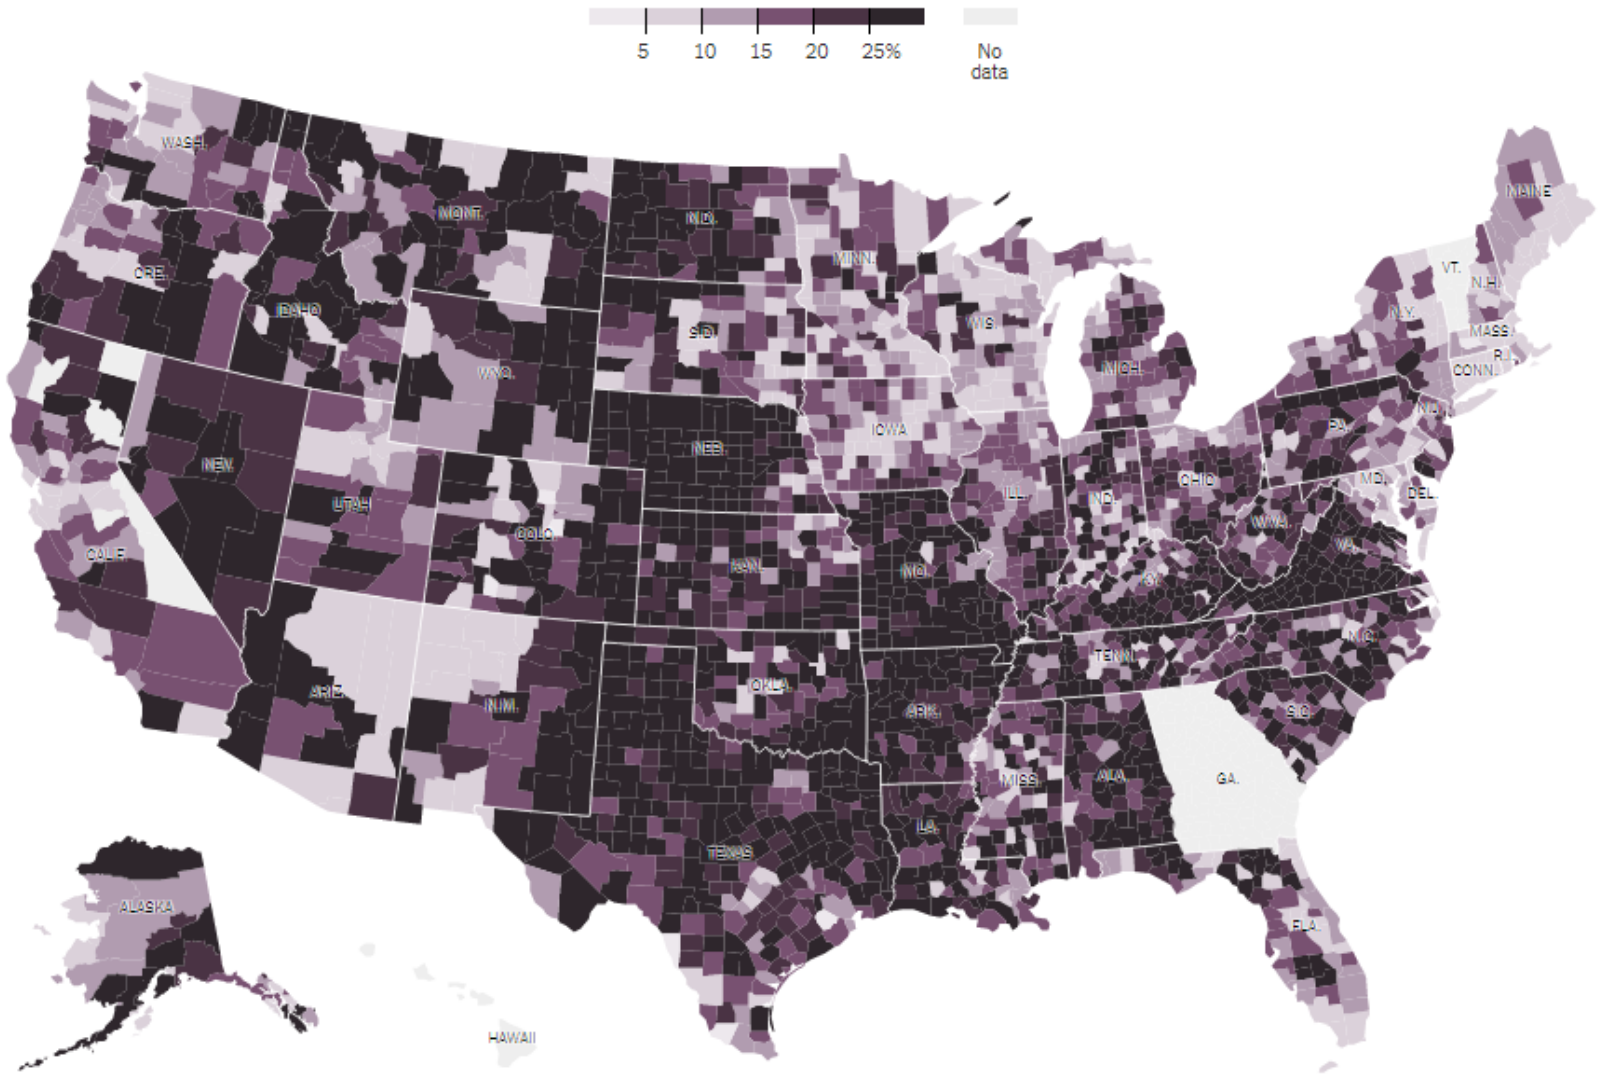 5 10 15 20 25%
No
data
WASH.
MONT.
N.D.
MINN.
MAINE
VT.
N.H.
ORE.
IDAHO
S.D.
WIS.
MICH.
N.Y.
MASS.
R.I.
CONN.
WYO.
IOWA
PA.
N.J.
NEV.
NEB.
UTAH
COLO.
ILL.
IND.
OHIO
MD.
DEL.
CALIF.
KAN.
MO.
KY.
W.VA.
VA.
ARIZ.
N.M.
OKLA.
ARK.
TENN.
N.C.
S.C.
TEXAS
LA.
MISS.
ALA.
GA.
FLA.
ALASKA
HAWAII